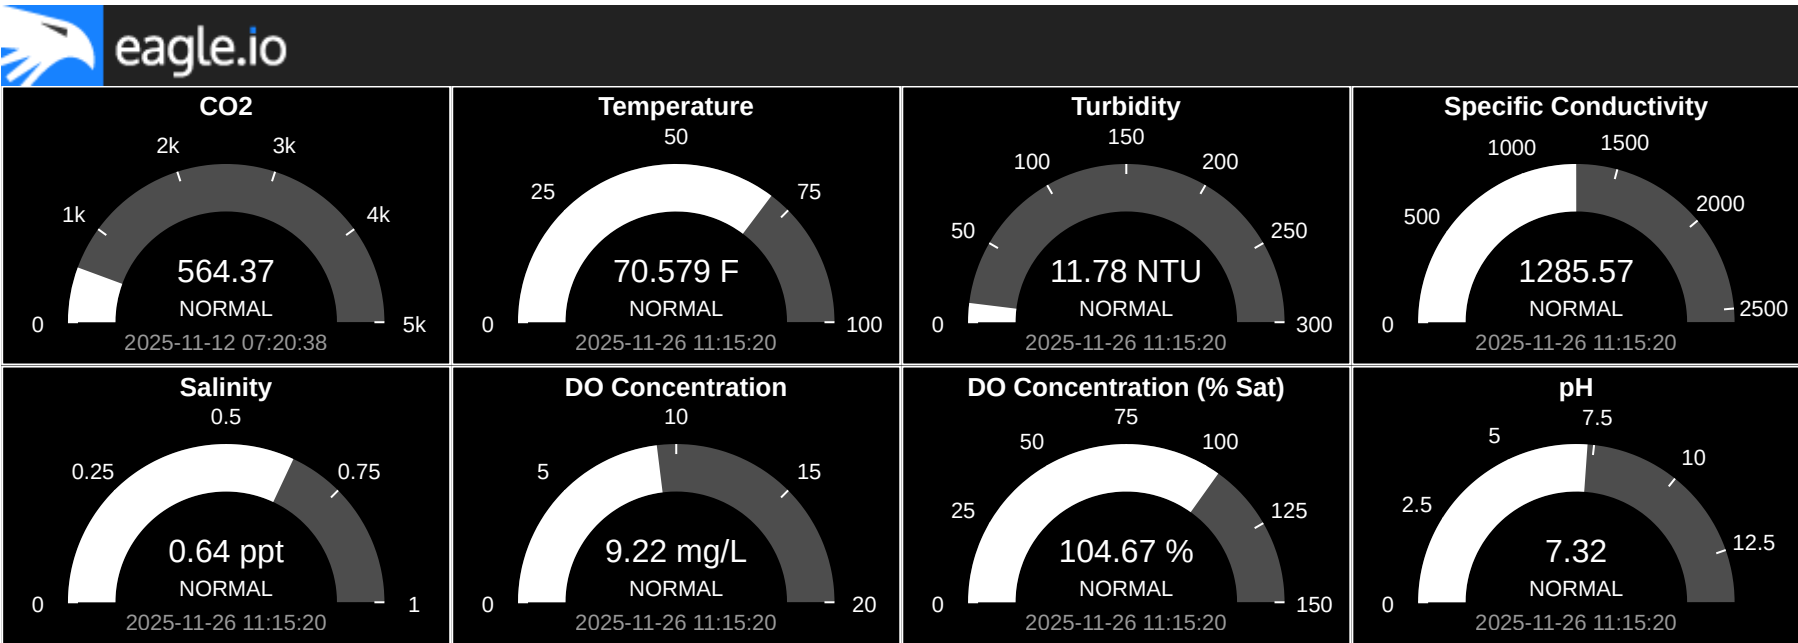 eagle.io
CO2
2k
3k
1k
4k
564.37
NORMAL
0
5k
2025-11-12 07:20:38
Temperature
50
25
75
70.579 F
NORMAL
0
100
2025-11-26 11:15:20
Turbidity
150
100
200
50
250
11.78 NTU
NORMAL
0
300
2025-11-26 11:15:20
Specific Conductivity
1000
1500
500
2000
1285.57
NORMAL
0
2500
2025-11-26 11:15:20
Salinity
0.5
0.25
0.75
0.64 ppt
NORMAL
0
1
2025-11-26 11:15:20
DO Concentration
10
5
15
9.22 mg/L
NORMAL
0
20
2025-11-26 11:15:20
DO Concentration (% Sat)
75
50
100
25
125
104.67 %
NORMAL
0
150
2025-11-26 11:15:20
pH
7.5
5
10
2.5
12.5
7.32
NORMAL
0
2025-11-26 11:15:20